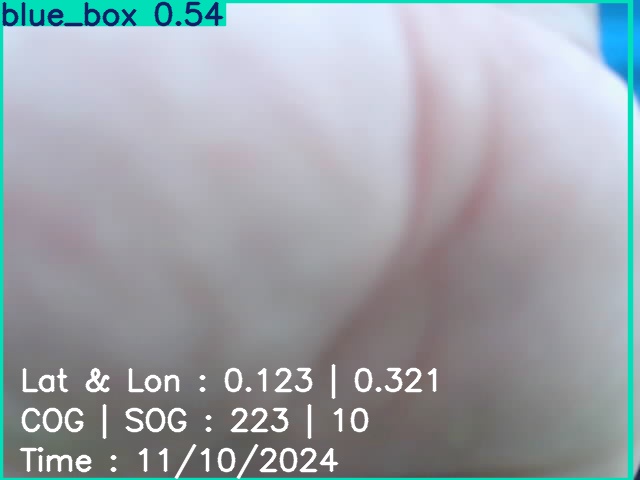 blue_box 0.54
Lat & Lon : 0.123 | 0.321
COG | SOG : 223 | 10
Time : 11/10/2024